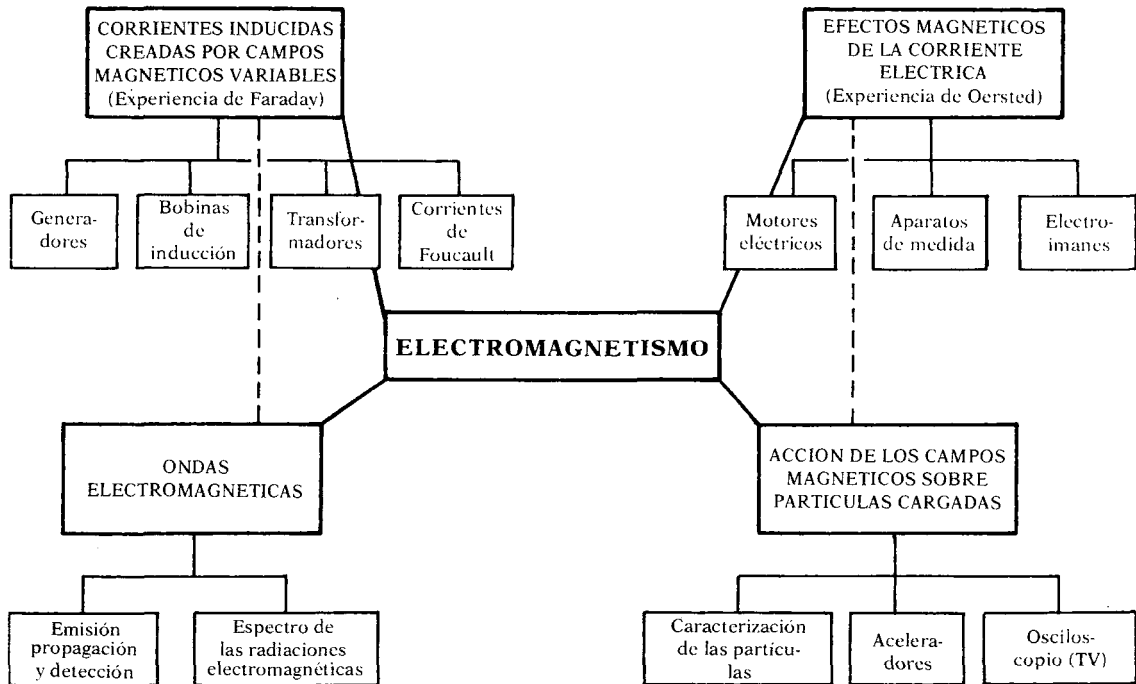 CORRIENTES INDUCIDAS
CREADAS POR CAMPOS
MAGNETICOS VARIABLES
(Experiencia de Faraday)
EFECTOS MAGNETICOS
DE LA CORRIENTE
ELECTRICA
(Experiencia de Oersted)
Genera-
dores
Bobinas
de
inducción
Transfor-
madores
Corrientes
de
Foucault
Motores
eléctricos
Aparatos
de medida
Electro-
imanes
ELECTROMAGNETISMO
ONDAS
ELECTROMAGNETICAS
ACCION DE LOS CAMPOS
MAGNETICOS SOBRE
PARTICULAS CARGADAS
Emisión
propagación
y detección
Espectro de
las radiaciones
electromagnéticas
Caracterización
de las partícu-
las
Acelera-
dores
Oscilos-
copio (TV)